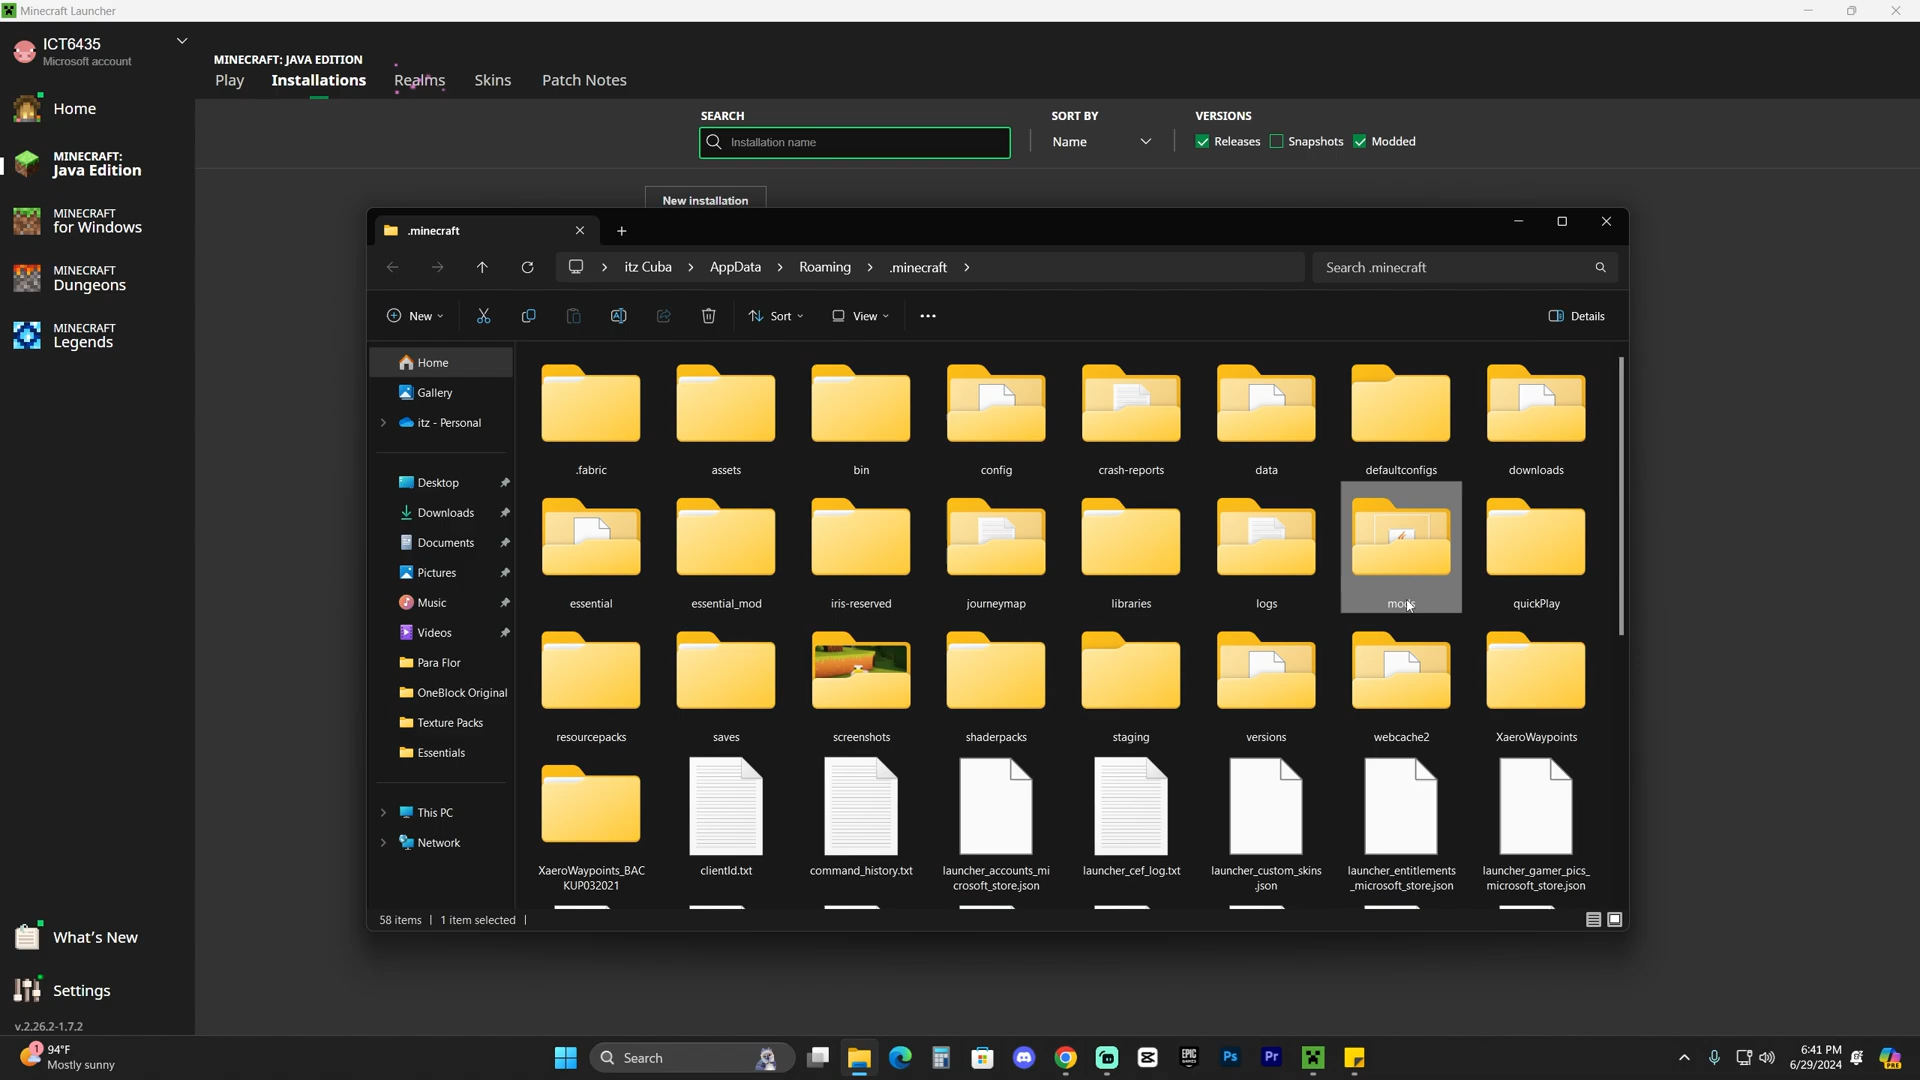 Minecraft Launcher
ICT6435
Microsoft account
MINECRAFT: JAVA EDITION
Play Installations Realms Skins Patch Notes
Home
MINECRAFT:
Java Edition
MINECRAFT
for Windows
MINECRAFT
Dungeons
MINECRAFT
Legends
What's New
Settings
v.2.26.2-1.7.2
SEARCH SORT BY VERSIONS
Installation name Name Releases Snapshots Modded
New installation
.minecraft
itz Cuba AppData Roaming .minecraft Search .minecraft
New Sort View Details
Home
Gallery
itz - Personal
Desktop
Downloads
Documents
Pictures
Music
Videos
Para Flor
OneBlock Original
Texture Packs
Essentials
This PC
Network
.fabric assets bin config crash-reports data defaultconfigs downloads
essential essential_mod iris-reserved journeymap libraries logs mods quickPlay
resourcepacks saves screenshots shaderpacks staging versions webcache2 XaeroWaypoints
XaeroWaypoints_BAC
KUP032021
clientId.txt
command_history.txt
launcher_accounts_mi
crosoft_store.json
launcher_cef_log.txt
launcher_custom_skins
.json
launcher_entitlements
_microsoft_store.json
launcher_gamer_pics_
microsoft_store.json
58 items 1 item selected
1
94°F
Mostly sunny
Search
EPIC
GAMES
Ps
Pr
6:41 PM
6/29/2024
PRE